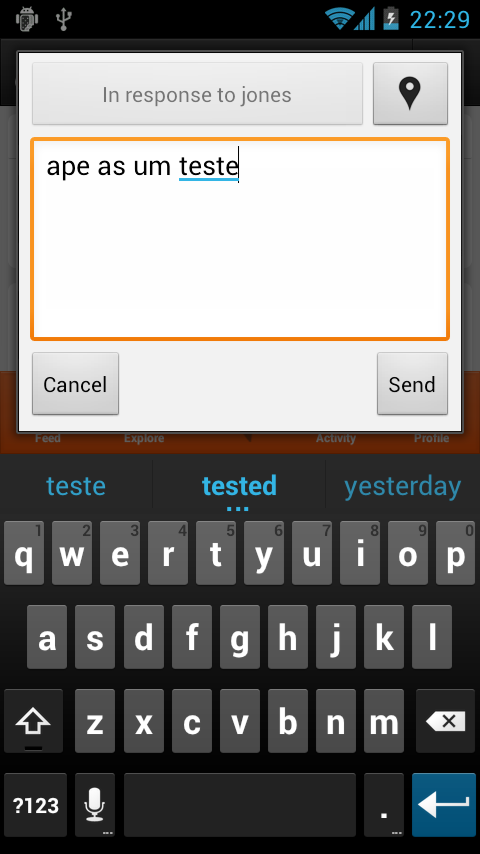 22:29
In response to jones
ape as um teste
Cancel Send
Feed Explore Activity Profile
teste tested yesterday
1 2 3 4 5 6 7 8 9 0
q w e r t y u i o p
a s d f g h j k l
z x c v b n m
?123 .